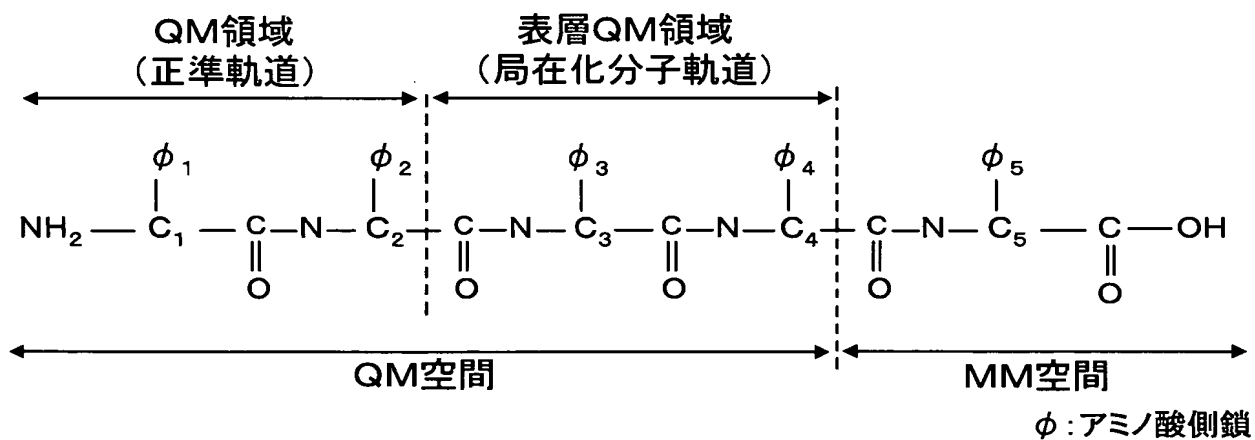 QM領域 表層QM領域
(正準軌道) (局在化分子軌道)
φ1 φ2 φ3 φ4 φ5
NH2 — C1 — C — N — C2 — C — N — C3 — C — N — C4 — C — N — C5 — C — OH
O O O O O
QM空間 MM空間
φ:アミノ酸側鎖